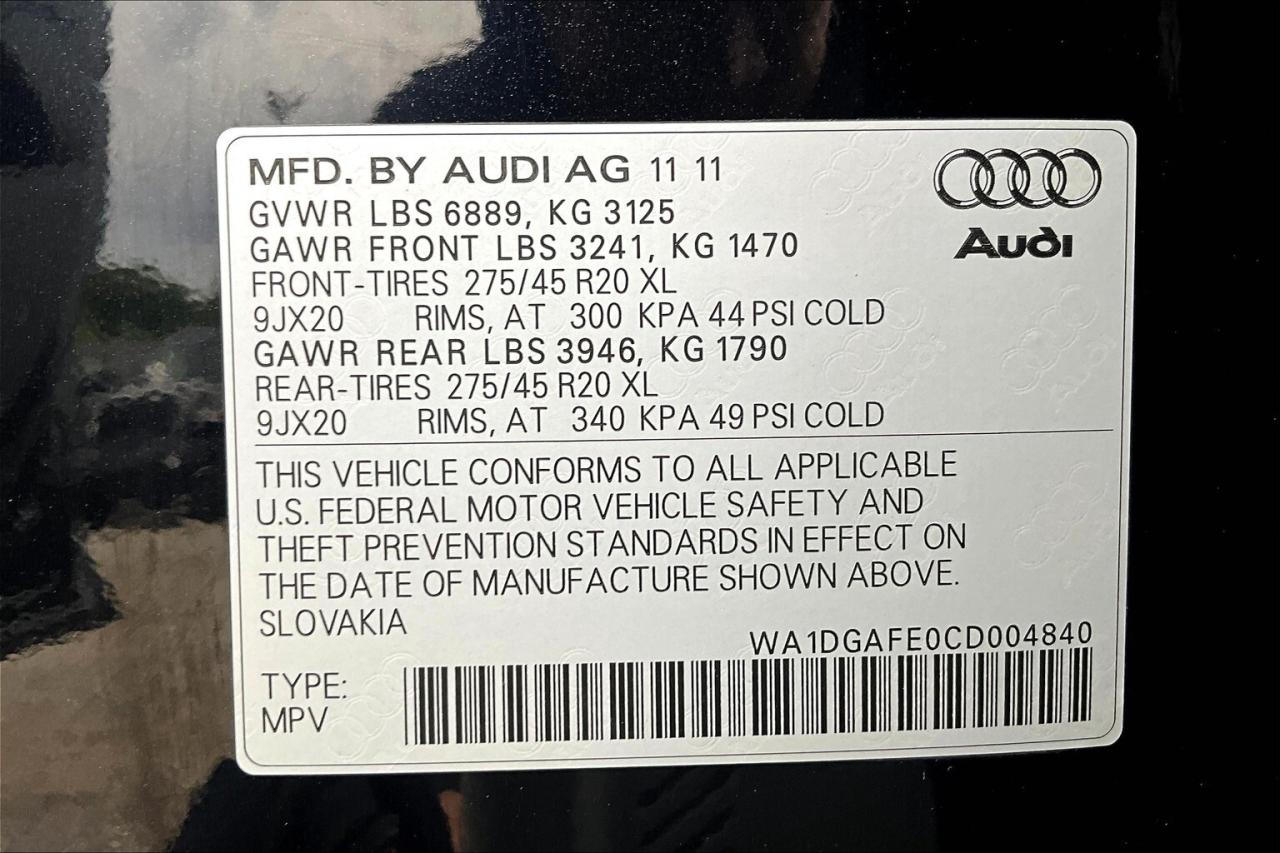 MFD. BY AUDI AG 11 11
GVWR LBS 6889, KG 3125
GAWR FRONT LBS 3241, KG 1470
FRONT-TIRES 275/45 R20 XL
9JX20 RIMS, AT 300 KPA 44 PSI COLD
GAWR REAR LBS 3946, KG 1790
REAR-TIRES 275/45 R20 XL
9JX20 RIMS, AT 340 KPA 49 PSI COLD
Audi
THIS VEHICLE CONFORMS TO ALL APPLICABLE
U.S. FEDERAL MOTOR VEHICLE SAFETY AND
THEFT PREVENTION STANDARDS IN EFFECT ON
THE DATE OF MANUFACTURE SHOWN ABOVE.
SLOVAKIA
WA1DGAFE0CD004840
TYPE:
MPV